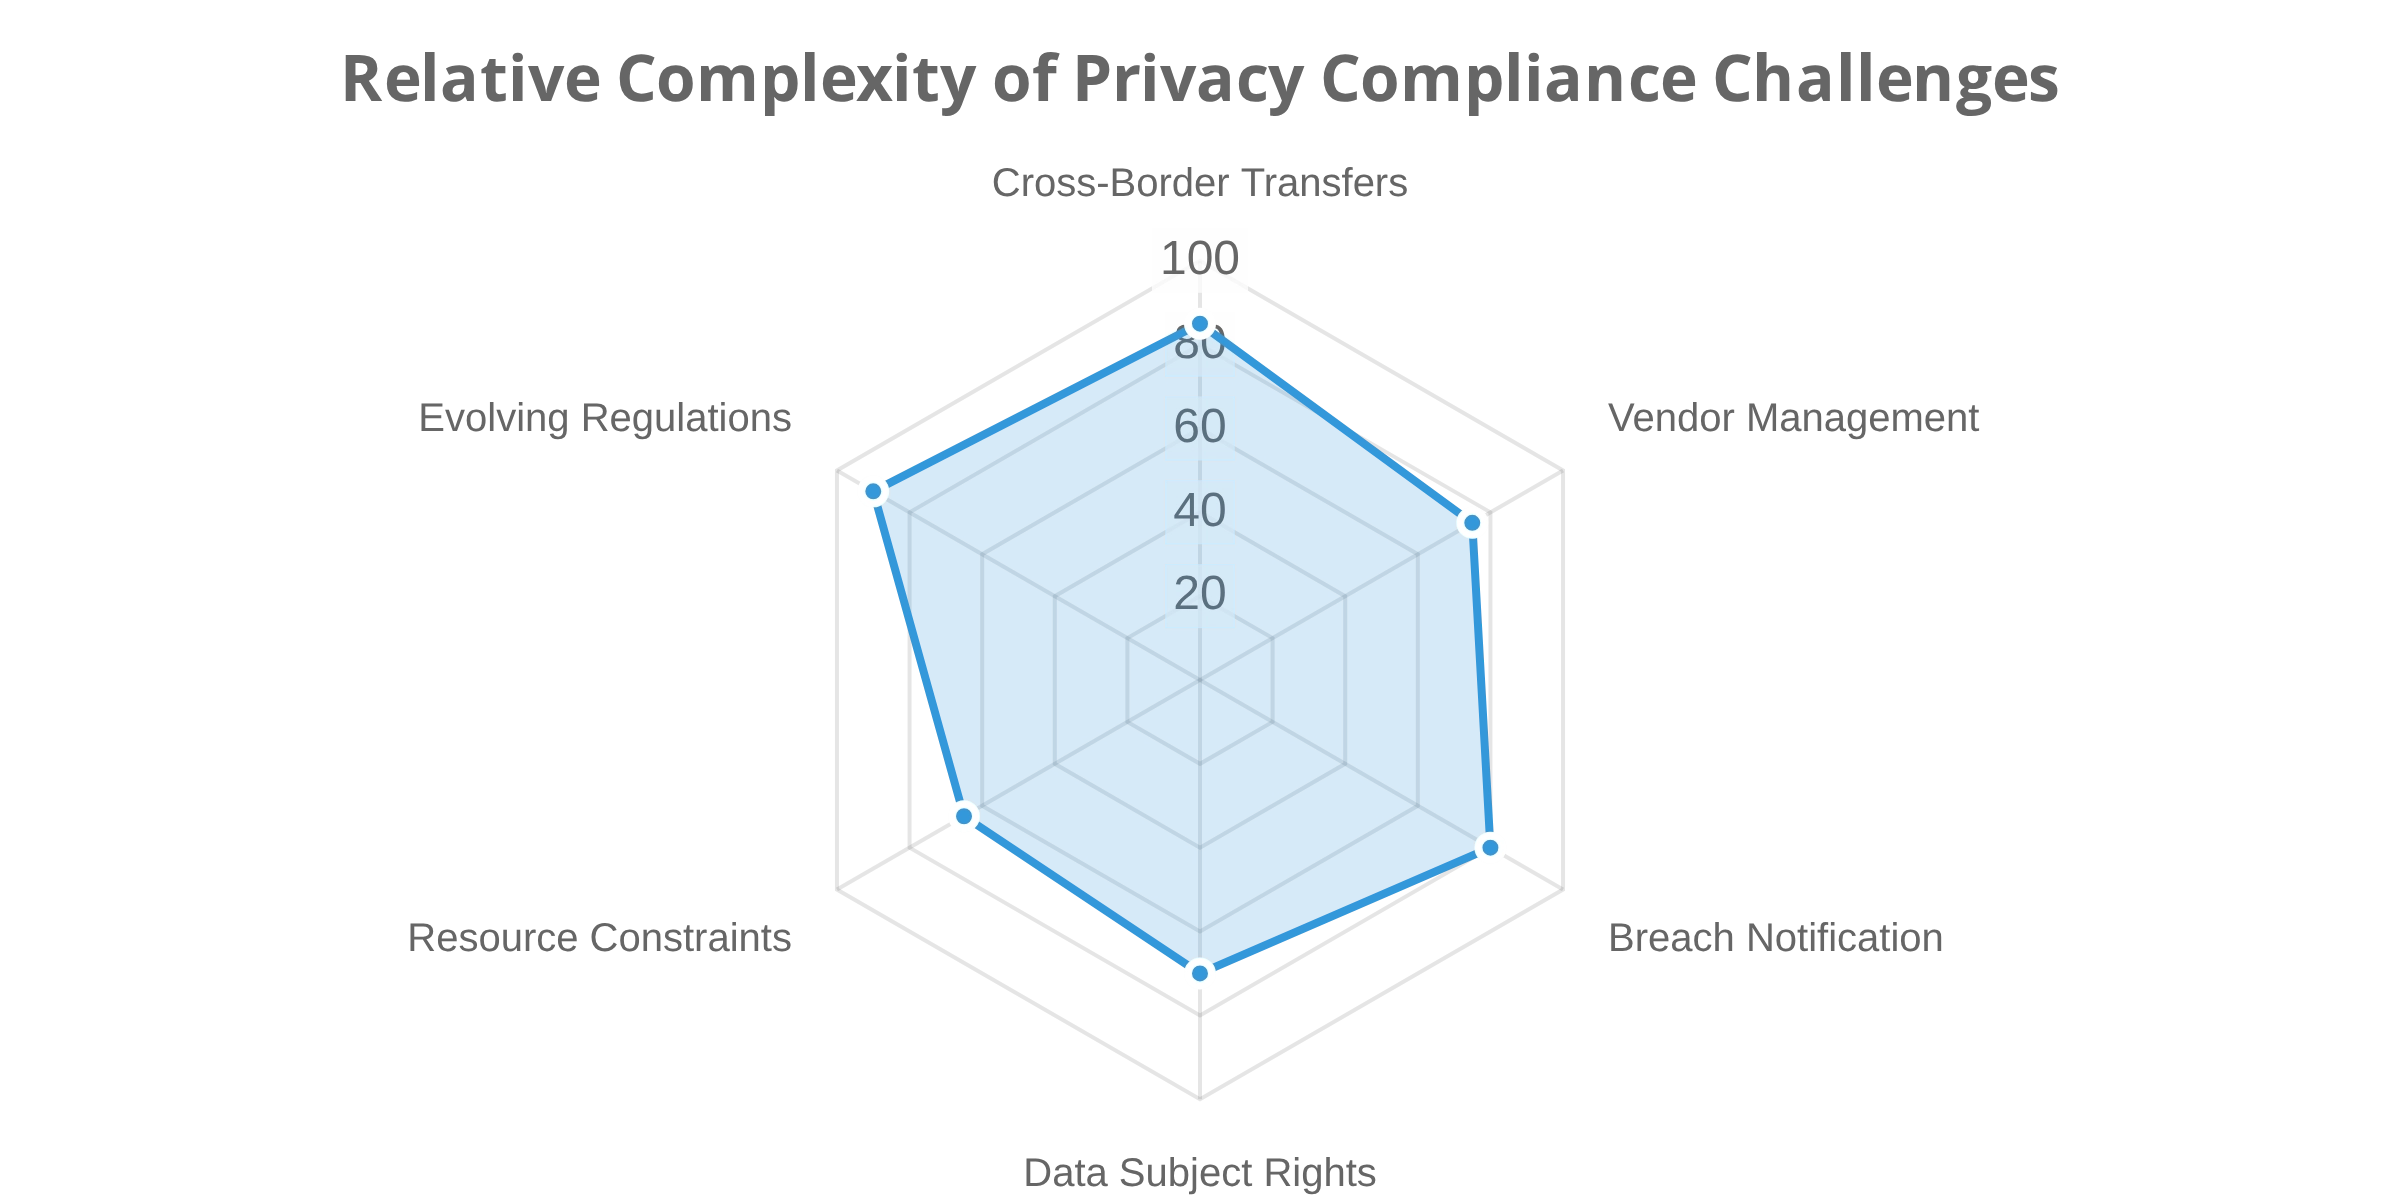 Relative Complexity of Privacy Compliance Challenges
Cross-Border Transfers
100
80
Evolving Regulations
Vendor Management
60
40
20
Resource Constraints
Breach Notification
Data Subject Rights